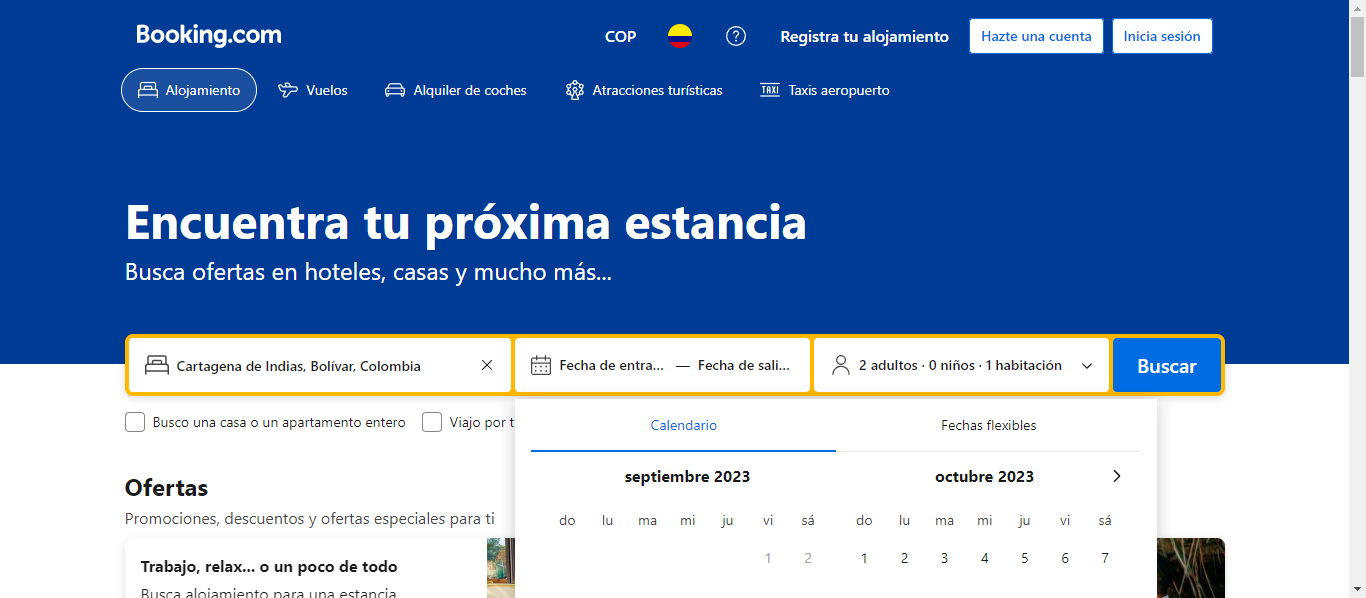 Booking.com
COP
Registra tu alojamiento
Hazte una cuenta
Inicia sesión
Alojamiento
Vuelos
Alquiler de coches
Atracciones turísticas
TAXI Taxis aeropuerto
Encuentra tu próxima estancia
Busca ofertas en hoteles, casas y mucho más...
Cartagena de Indias, Bolívar, Colombia
Fecha de entra... — Fecha de sali...
2 adultos · 0 niños · 1 habitación
Buscar
Busco una casa o un apartamento entero
Viajo por t
Calendario
Fechas flexibles
septiembre 2023
do lu ma mi ju vi sá
1 2
octubre 2023
do lu ma mi ju vi sá
1 2 3 4 5 6 7
Ofertas
Promociones, descuentos y ofertas especiales para ti
Trabajo, relax... o un poco de todo
Busca alojamiento para una estancia